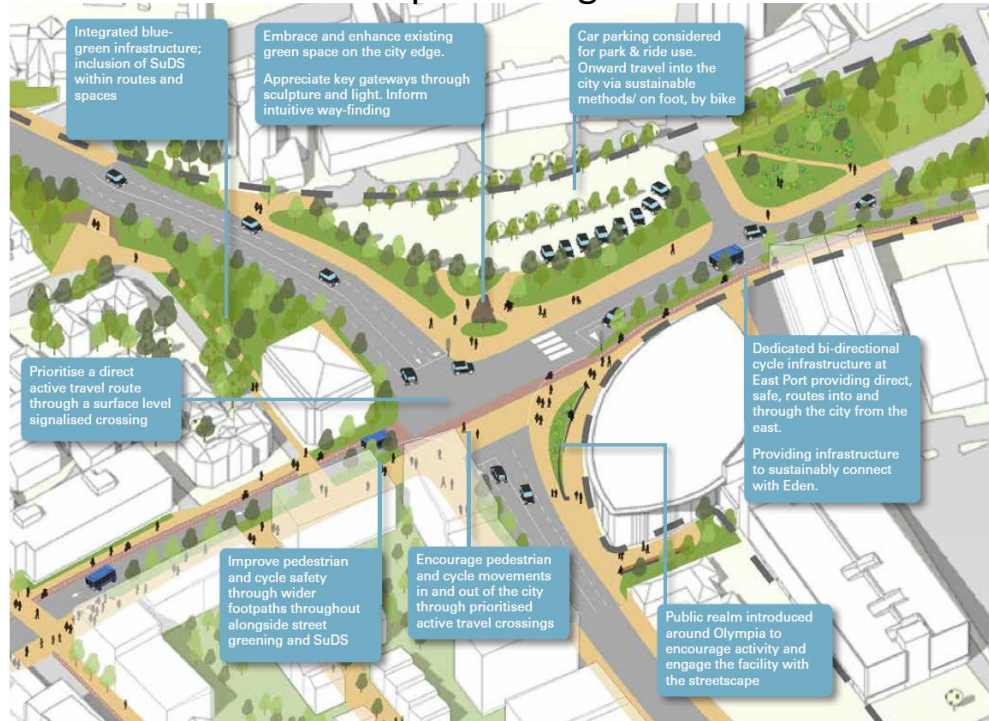 Integrated blue-
green infrastructure;
inclusion of SuDS
within routes and
spaces
Embrace and enhance existing
green space on the city edge.
Appreciate key gateways through
sculpture and light. Inform
intuitive way-finding
Car parking considered
for park & ride use.
Onward travel into the
city via sustainable
methods/ on foot, by bike
Prioritise a direct
active travel route
through a surface level
signalised crossing
Dedicated bi-directional
cycle infrastructure at
East Port providing direct,
safe, routes into and
through the city from the
east.
Providing infrastructure
to sustainably connect
with Eden.
Improve pedestrian
and cycle safety
through wider
footpaths throughout
alongside street
greening and SuDS
Encourage pedestrian
and cycle movements
in and out of the city
through prioritised
active travel crossings
Public realm introduced
around Olympia to
encourage activity and
engage the facility with
the streetscape